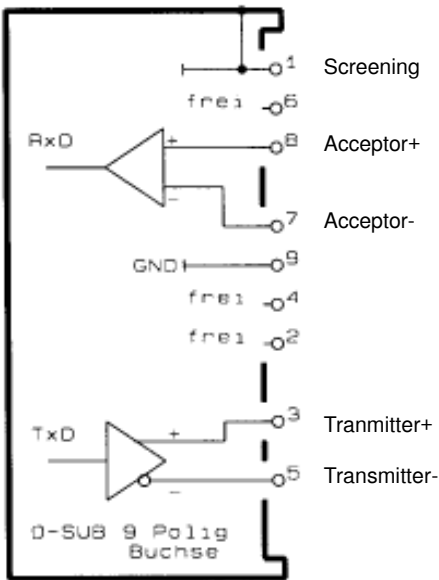 1 Screening
frei 6
RxD + 8 Acceptor+
- 7 Acceptor-
GND 9
frei 4
frei 2
TxD + 3 Tranmitter+
- 5 Transmitter-
D-SUB 9 Polig
Buchse